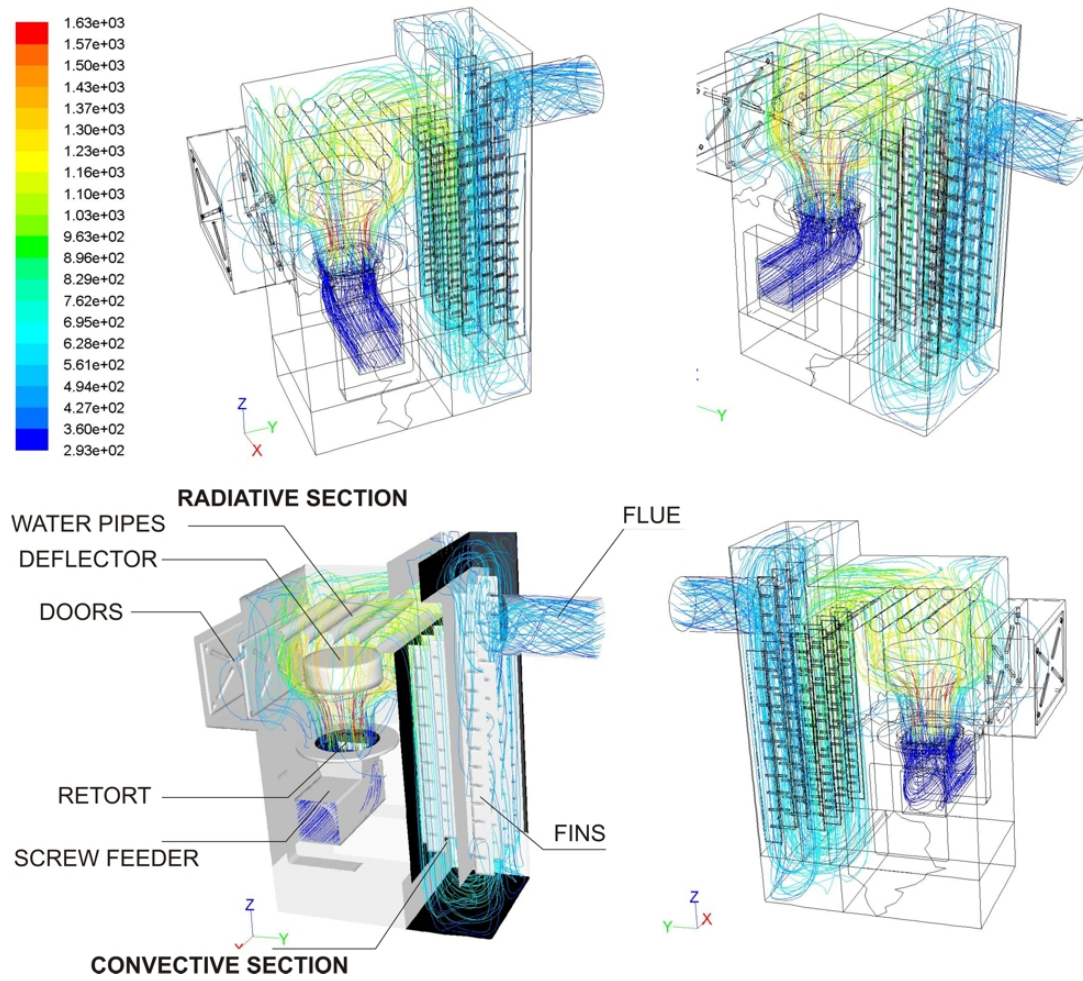 1.63e+03
1.57e+03
1.50e+03
1.43e+03
1.37e+03
1.30e+03
1.23e+03
1.16e+03
1.10e+03
1.03e+03
9.63e+02
8.96e+02
8.29e+02
7.62e+02
6.95e+02
6.28e+02
5.61e+02
4.94e+02
4.27e+02
3.60e+02
2.93e+02
Z
Y
X
Y
RADIATIVE SECTION
WATER PIPES
DEFLECTOR
DOORS
FLUE
RETORT
SCREW FEEDER
FINS
Z
Y
CONVECTIVE SECTION
Z
X
Y